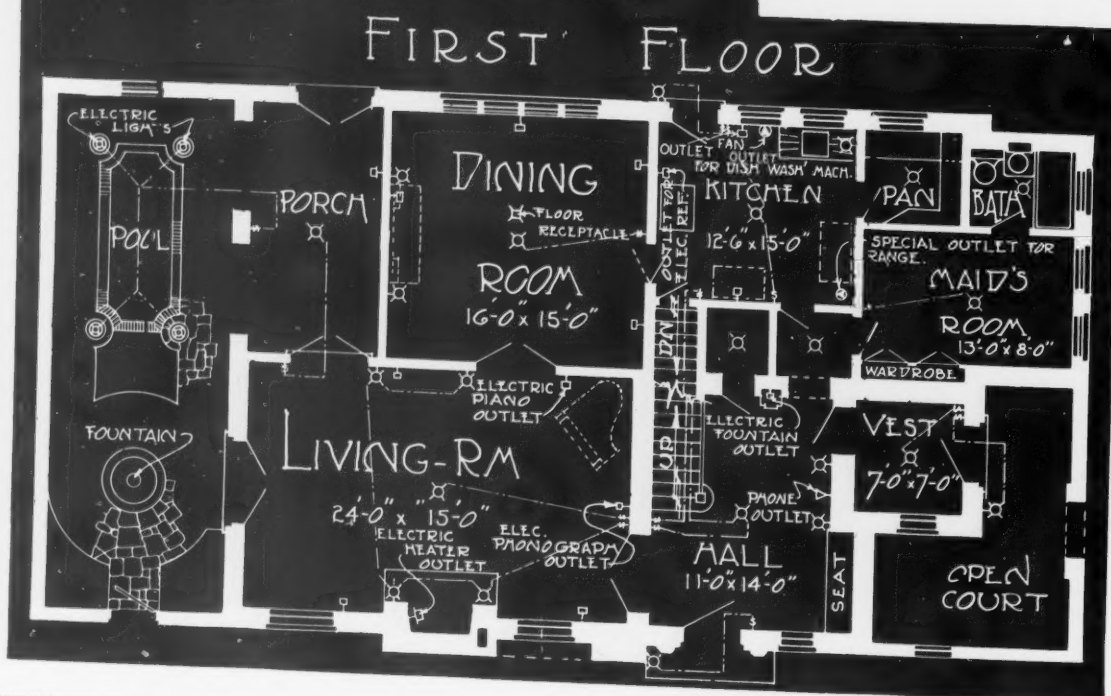 FIRST FLOOR
ELECTRIC
LIGHTS
POOL
FOUNTAIN
PORCH
DINING
FLOOR
RECEPTACLE
ROOM
16'-0" x 15'-0"
OUTLET FOR
ELEC. REF.
OUTLET
FAN
OUTLET
FOR DISH WASH' MACH.
KITCHEN
12'-6" x 15'-0"
PAN
BATH
SPECIAL OUTLET FOR
RANGE.
MAID'S
ROOM
13'-0" x 8'-0"
WARDROBE
DN
UP
ELECTRIC
PIANO
OUTLET
LIVING-RM
24'-0" x 15'-0"
ELECTRIC
HEATER
OUTLET
ELEC.
PHONOGRAPH
OUTLET
ELECTRIC
FOUNTAIN
OUTLET
PHONE
OUTLET
HALL
11'-0" x 14'-0"
SEAT
VEST
7'-0" x 7'-0"
OPEN
COURT